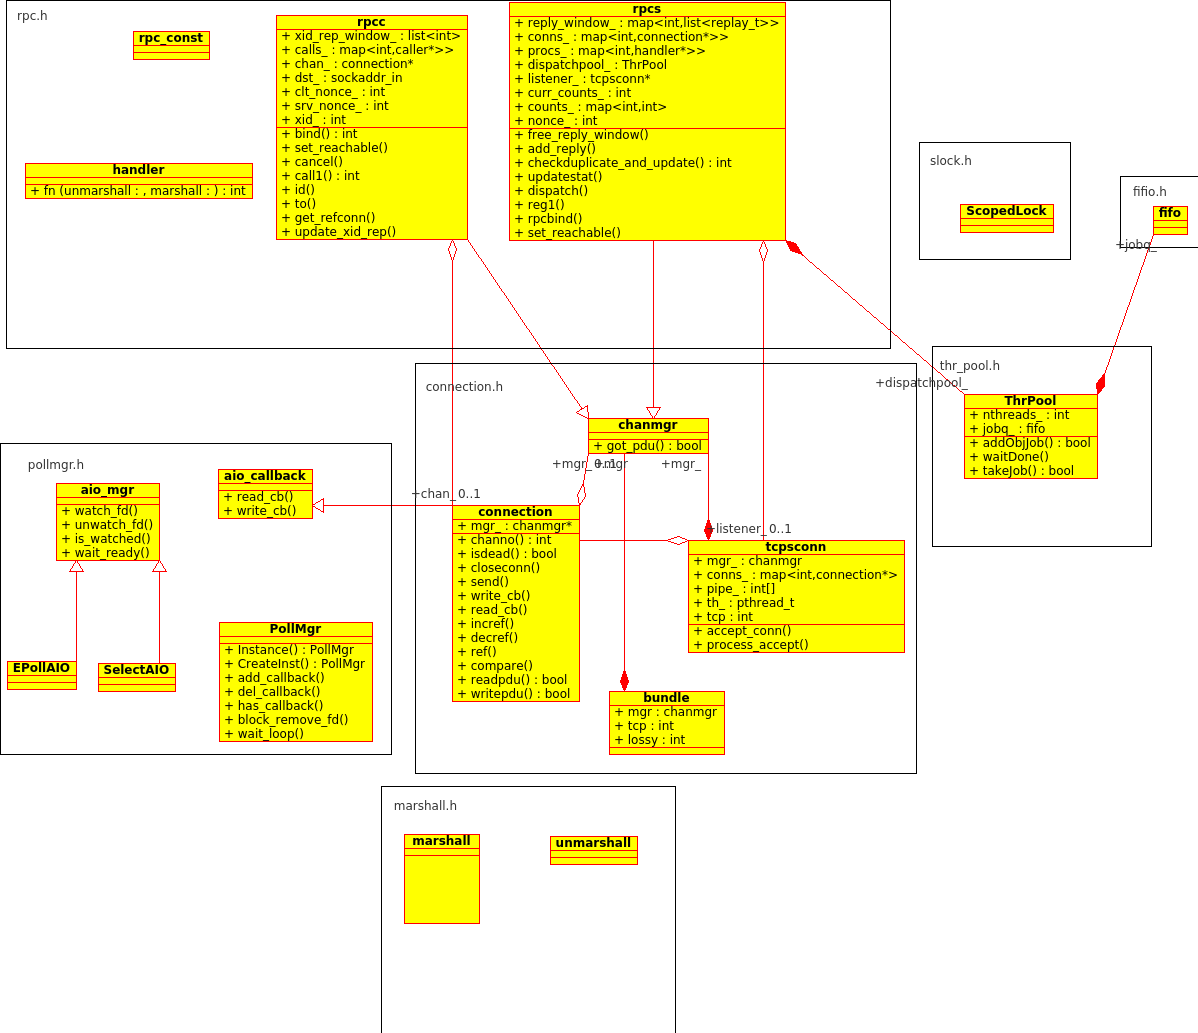 rpc.h
rpc_const
handler
+ fn (unmarshall : , marshall : ) : int
rpcc
+ xid_rep_window_ : list<int>
+ calls_ : map<int,caller*>>
+ chan_ : connection*
+ dst_ : sockaddr_in
+ clt_nonce_ : int
+ srv_nonce_ : int
+ xid_ : int
+ bind() : int
+ set_reachable()
+ cancel()
+ call1() : int
+ id()
+ to()
+ get_refconn()
+ update_xid_rep()
rpcs
+ reply_window_ : map<int,list<replay_t>>
+ conns_ : map<int,connection*>>
+ procs_ : map<int,handler*>>
+ dispatchpool_ : ThrPool
+ listener_ : tcpsconn*
+ curr_counts_ : int
+ counts_ : map<int,int>
+ nonce_ : int
+ free_reply_window()
+ add_reply()
+ checkduplicate_and_update() : int
+ updatestat()
+ dispatch()
+ reg1()
+ rpcbind()
+ set_reachable()
slock.h
ScopedLock
fifio.h
fifo
+jobq_
thr_pool.h
+dispatchpool_
ThrPool
+ nthreads_ : int
+ jobq_ : fifo
+ addObjJob() : bool
+ waitDone()
+ takeJob() : bool
connection.h
chanmgr
+ got_pdu() : bool
+mgr_ 0..1
+mgr
+mgr_
+chan_ 0..1
connection
+ mgr_ : chanmgr*
+ channo() : int
+ isdead() : bool
+ closeconn()
+ send()
+ write_cb()
+ read_cb()
+ incref()
+ decref()
+ ref()
+ compare()
+ readpdu() : bool
+ writepdu() : bool
+listener_ 0..1
tcpsconn
+ mgr_ : chanmgr
+ conns_ : map<int,connection*>
+ pipe_ : int[]
+ th_ : pthread_t
+ tcp : int
+ accept_conn()
+ process_accept()
bundle
+ mgr : chanmgr
+ tcp : int
+ lossy : int
pollmgr.h
aio_mgr
+ watch_fd()
+ unwatch_fd()
+ is_watched()
+ wait_ready()
aio_callback
+ read_cb()
+ write_cb()
EPollAIO
SelectAIO
PollMgr
+ Instance() : PollMgr
+ CreateInst() : PollMgr
+ add_callback()
+ del_callback()
+ has_callback()
+ block_remove_fd()
+ wait_loop()
marshall.h
marshall
unmarshall